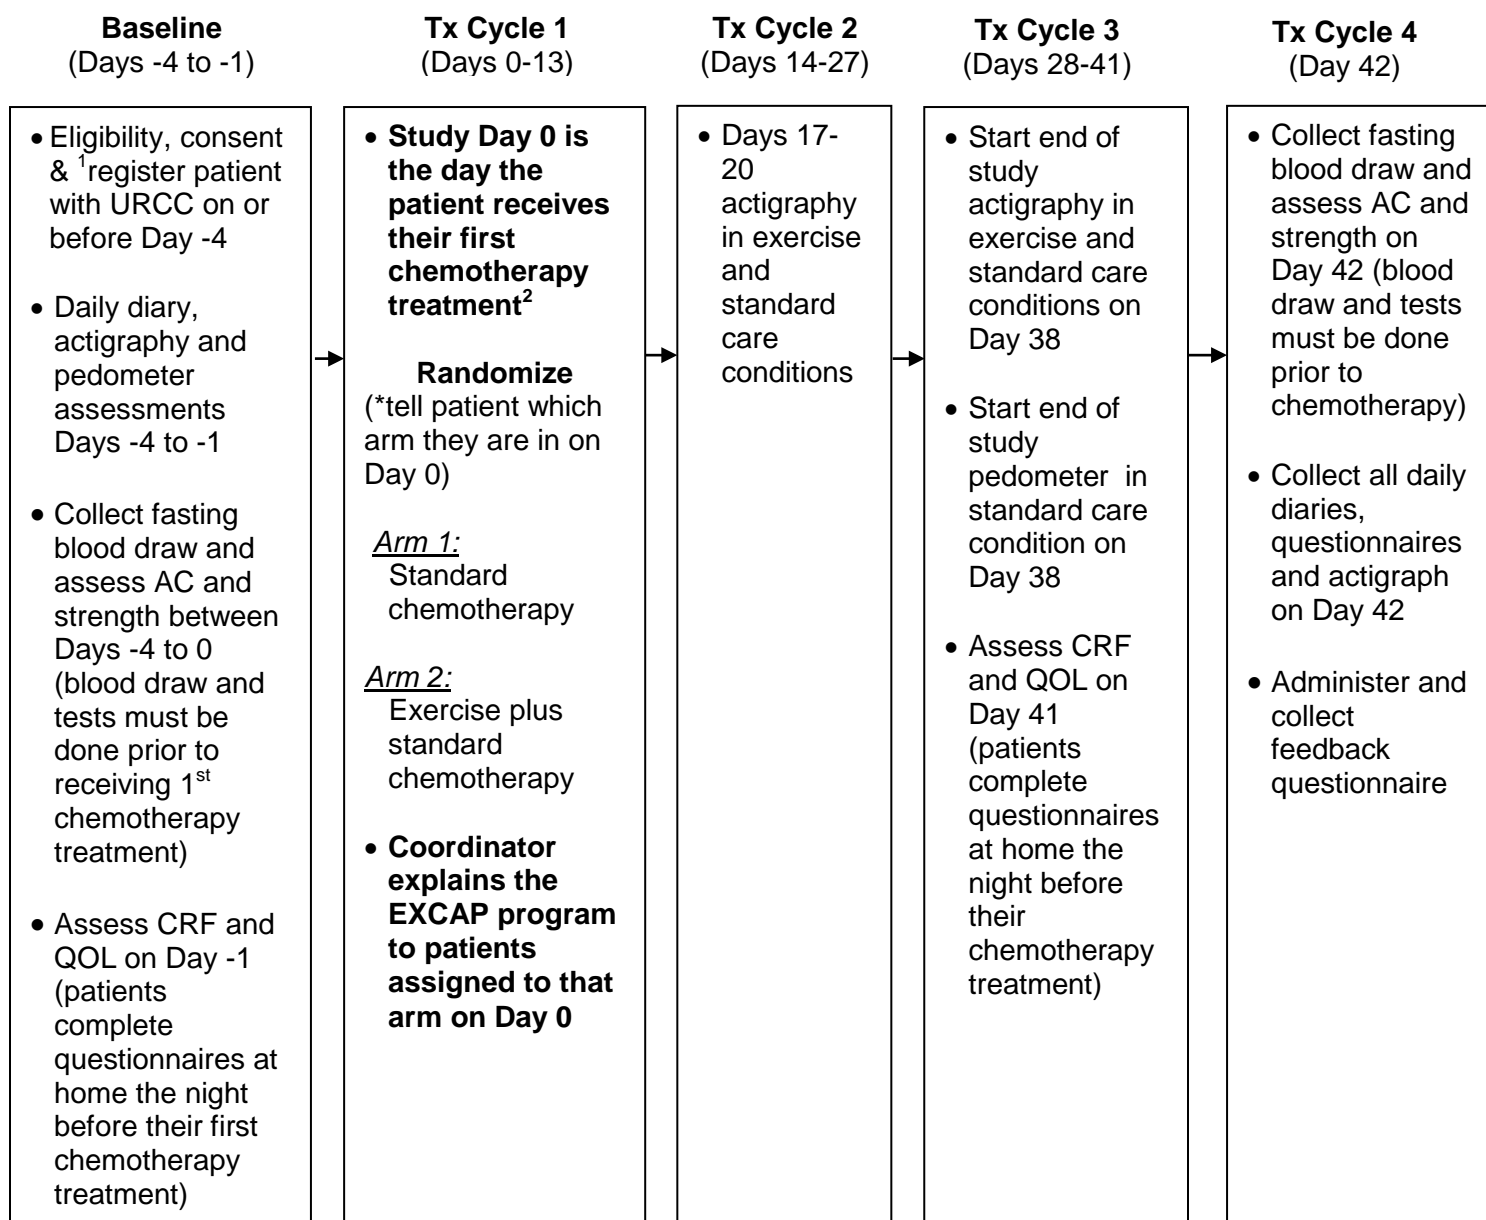 Baseline
(Days -4 to -1)
• Eligibility, consent
& ¹register patient
with URCC on or
before Day -4
• Daily diary,
actigraphy and
pedometer
assessments
Days -4 to -1
• Collect fasting
blood draw and
assess AC and
strength between
Days -4 to 0
(blood draw and
tests must be
done prior to
receiving 1st
chemotherapy
treatment)
• Assess CRF and
QOL on Day -1
(patients
complete
questionnaires at
home the night
before their first
chemotherapy
treatment)
Tx Cycle 1
(Days 0-13)
• Study Day 0 is
the day the
patient receives
their first
chemotherapy
treatment²
Randomize
(*tell patient which
arm they are in on
Day 0)
Arm 1:
Standard
chemotherapy
Arm 2:
Exercise plus
standard
chemotherapy
• Coordinator
explains the
EXCAP program
to patients
assigned to that
arm on Day 0
Tx Cycle 2
(Days 14-27)
• Days 17-
20
actigraphy
in exercise
and
standard
care
conditions
Tx Cycle 3
(Days 28-41)
• Start end of
study
actigraphy in
exercise and
standard care
conditions on
Day 38
• Start end of
study
pedometer in
standard care
condition on
Day 38
• Assess CRF
and QOL on
Day 41
(patients
complete
questionnaires
at home the
night before
their
chemotherapy
treatment)
Tx Cycle 4
(Day 42)
• Collect fasting
blood draw and
assess AC and
strength on
Day 42 (blood
draw and tests
must be done
prior to
chemotherapy)
• Collect all daily
diaries,
questionnaires
and actigraph
on Day 42
• Administer and
collect
feedback
questionnaire